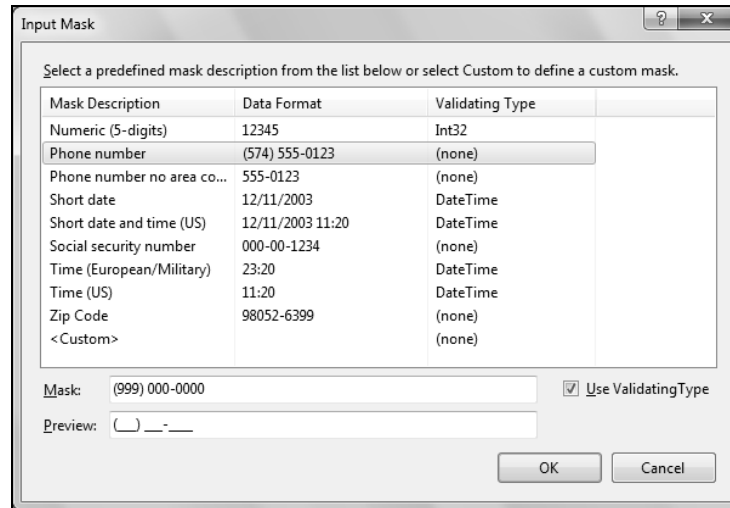 Input Mask
Select a predefined mask description from the list below or select Custom to define a custom mask.
Mask Description Data Format Validating Type
Numeric (5-digits) 12345 Int32
Phone number (574) 555-0123 (none)
Phone number no area co... 555-0123 (none)
Short date 12/11/2003 DateTime
Short date and time (US) 12/11/2003 11:20 DateTime
Social security number 000-00-1234 (none)
Time (European/Military) 23:20 DateTime
Time (US) 11:20 DateTime
Zip Code 98052-6399 (none)
<Custom> (none)
Mask: (999) 000-0000 Use ValidatingType
Preview: (__) __-___
OK Cancel